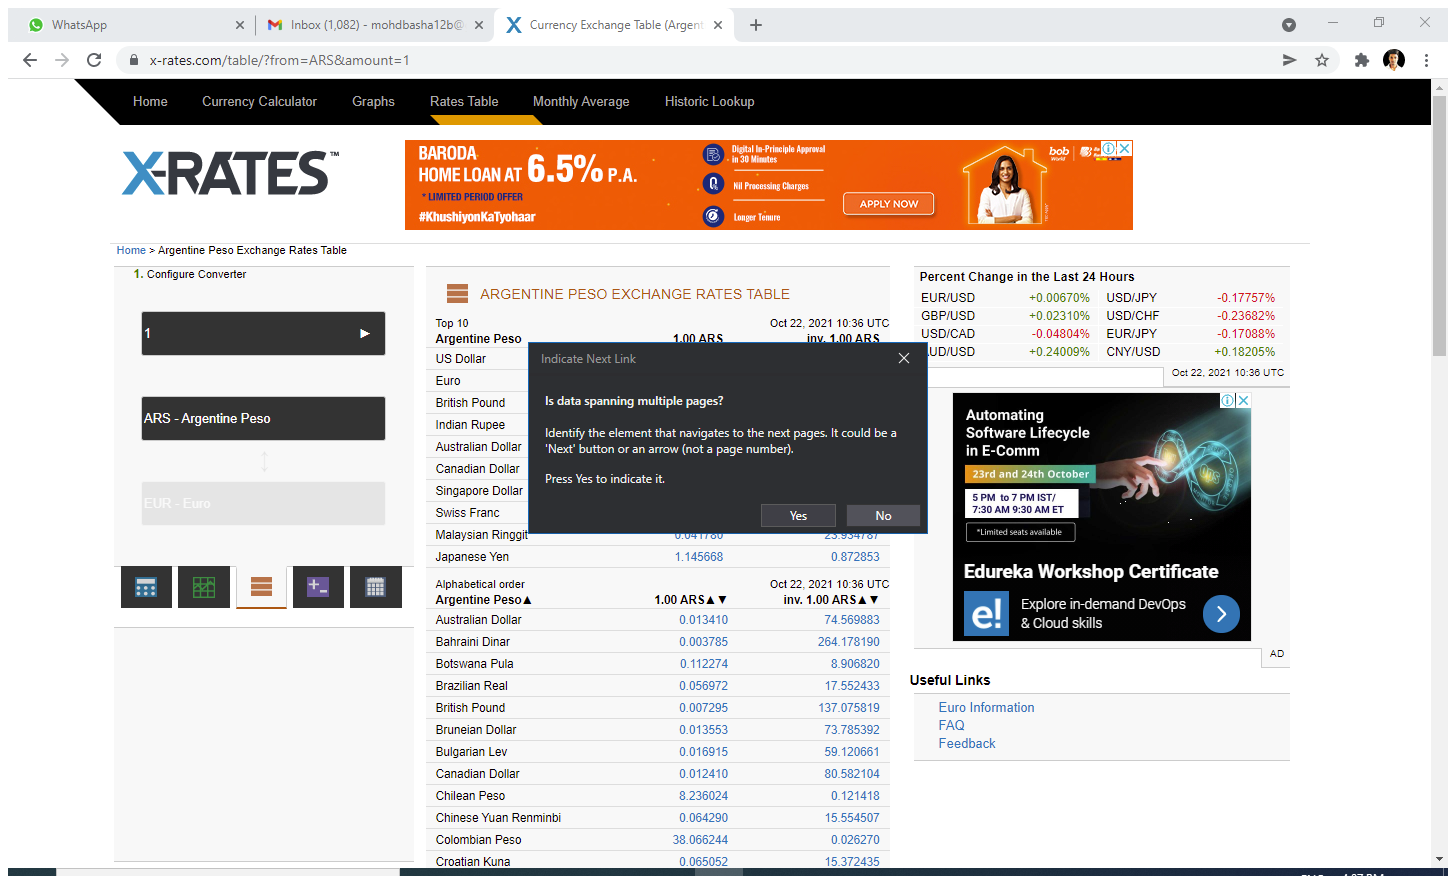 WhatsApp
Inbox (1,082) - mohdbasha12b@
Currency Exchange Table (Argent
x-rates.com/table/?from=ARS&amount=1
Home Currency Calculator Graphs Rates Table Monthly Average Historic Lookup
X-RATES™
BARODA
HOME LOAN AT 6.5% P.A.
* LIMITED PERIOD OFFER
#KhushiyonKaTyohaar
Digital In-Principle Approval
in 30 Minutes
Nil Processing Charges
Longer Tenure
APPLY NOW
bob
World
Home > Argentine Peso Exchange Rates Table
1. Configure Converter
1
ARS - Argentine Peso
EUR - Euro
ARGENTINE PESO EXCHANGE RATES TABLE
Top 10 Oct 22, 2021 10:36 UTC
Argentine Peso 1.00 ARS inv. 1.00 ARS
US Dollar
Euro
British Pound
Indian Rupee
Australian Dollar
Canadian Dollar
Singapore Dollar
Swiss Franc
Malaysian Ringgit 0.041780 23.934787
Japanese Yen 1.145668 0.872853
Alphabetical order Oct 22, 2021 10:36 UTC
Argentine Peso▲ 1.00 ARS▲▼ inv. 1.00 ARS▲▼
Australian Dollar 0.013410 74.569883
Bahraini Dinar 0.003785 264.178190
Botswana Pula 0.112274 8.906820
Brazilian Real 0.056972 17.552433
British Pound 0.007295 137.075819
Bruneian Dollar 0.013553 73.785392
Bulgarian Lev 0.016915 59.120661
Canadian Dollar 0.012410 80.582104
Chilean Peso 8.236024 0.121418
Chinese Yuan Renminbi 0.064290 15.554507
Colombian Peso 38.066244 0.026270
Croatian Kuna 0.065052 15.372435
Indicate Next Link
Is data spanning multiple pages?
Identify the element that navigates to the next pages. It could be a
'Next' button or an arrow (not a page number).
Press Yes to indicate it.
Yes No
Percent Change in the Last 24 Hours
EUR/USD +0.00670% USD/JPY -0.17757%
GBP/USD +0.02310% USD/CHF -0.23682%
USD/CAD -0.04804% EUR/JPY -0.17088%
UD/USD +0.24009% CNY/USD +0.18205%
Oct 22, 2021 10:36 UTC
Automating
Software Lifecycle
in E-Comm
23rd and 24th October
5 PM to 7 PM IST/
7:30 AM 9:30 AM ET
*Limited seats available
Edureka Workshop Certificate
e!
Explore in-demand DevOps
& Cloud skills
AD
Useful Links
Euro Information
FAQ
Feedback